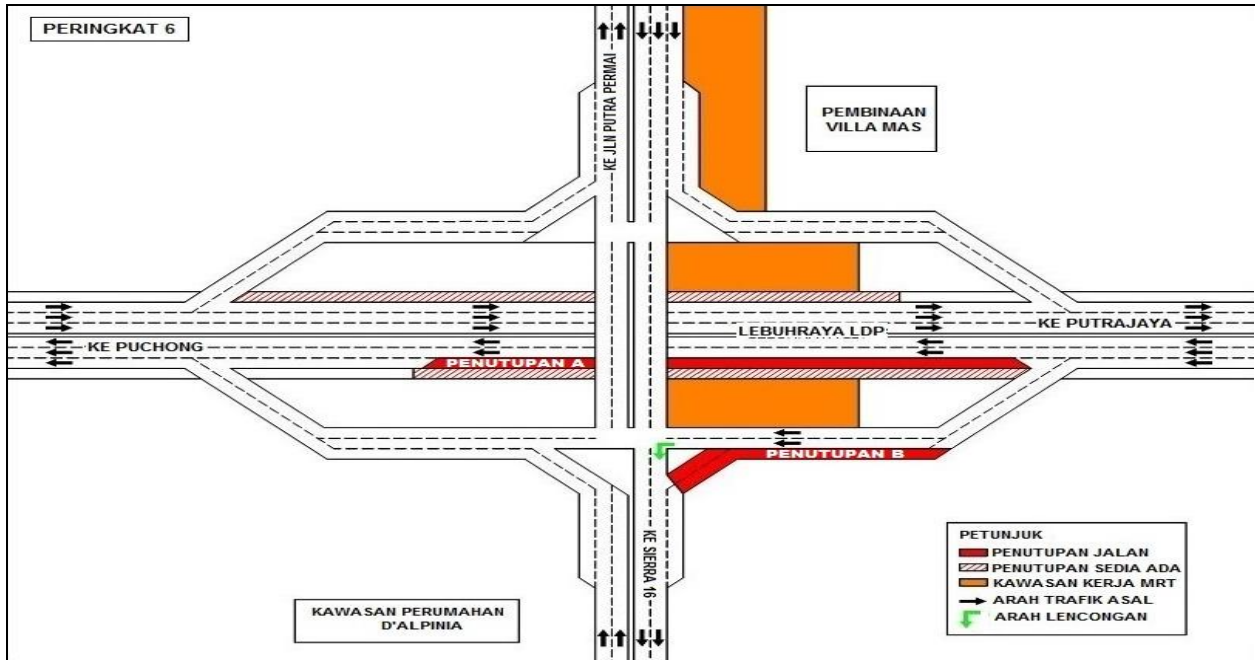 PERINGKAT 6
KE JLN PUTRA PERMAI
PEMBINAAN
VILLA MAS
LEBUHRAYA LDP
KE PUTRAJAYA
KE PUCHONG
PENUTUPAN A
PENUTUPAN B
KE SIERRA 16
KAWASAN PERUMAHAN
D'ALPINIA
PETUNJUK
PENUTUPAN JALAN
PENUTUPAN SEDIA ADA
KAWASAN KERJA MRT
ARAH TRAFIK ASAL
ARAH LENCONGAN